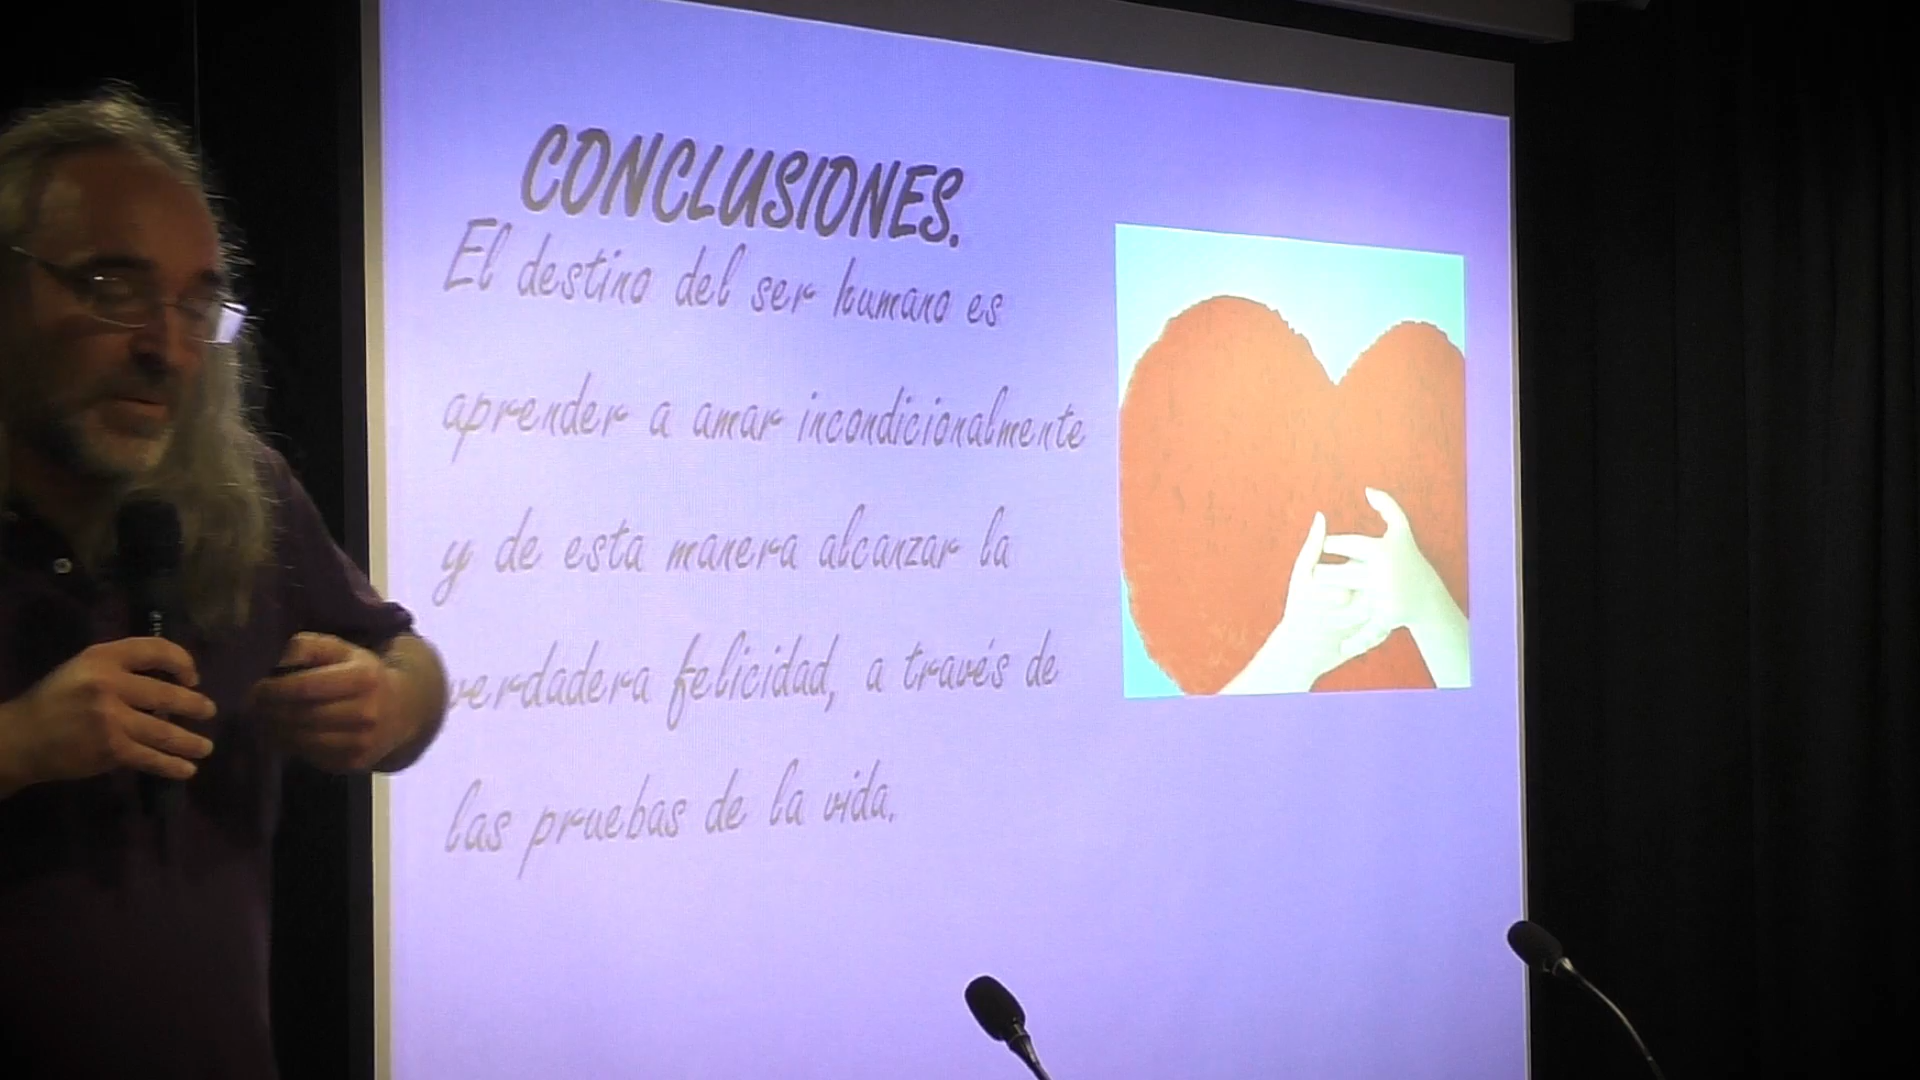 CONCLUSIONES.
El destino del ser humano es
aprender a amar incondicionalmente
y de esta manera alcanzar la
verdadera felicidad, a través de
las pruebas de la vida.